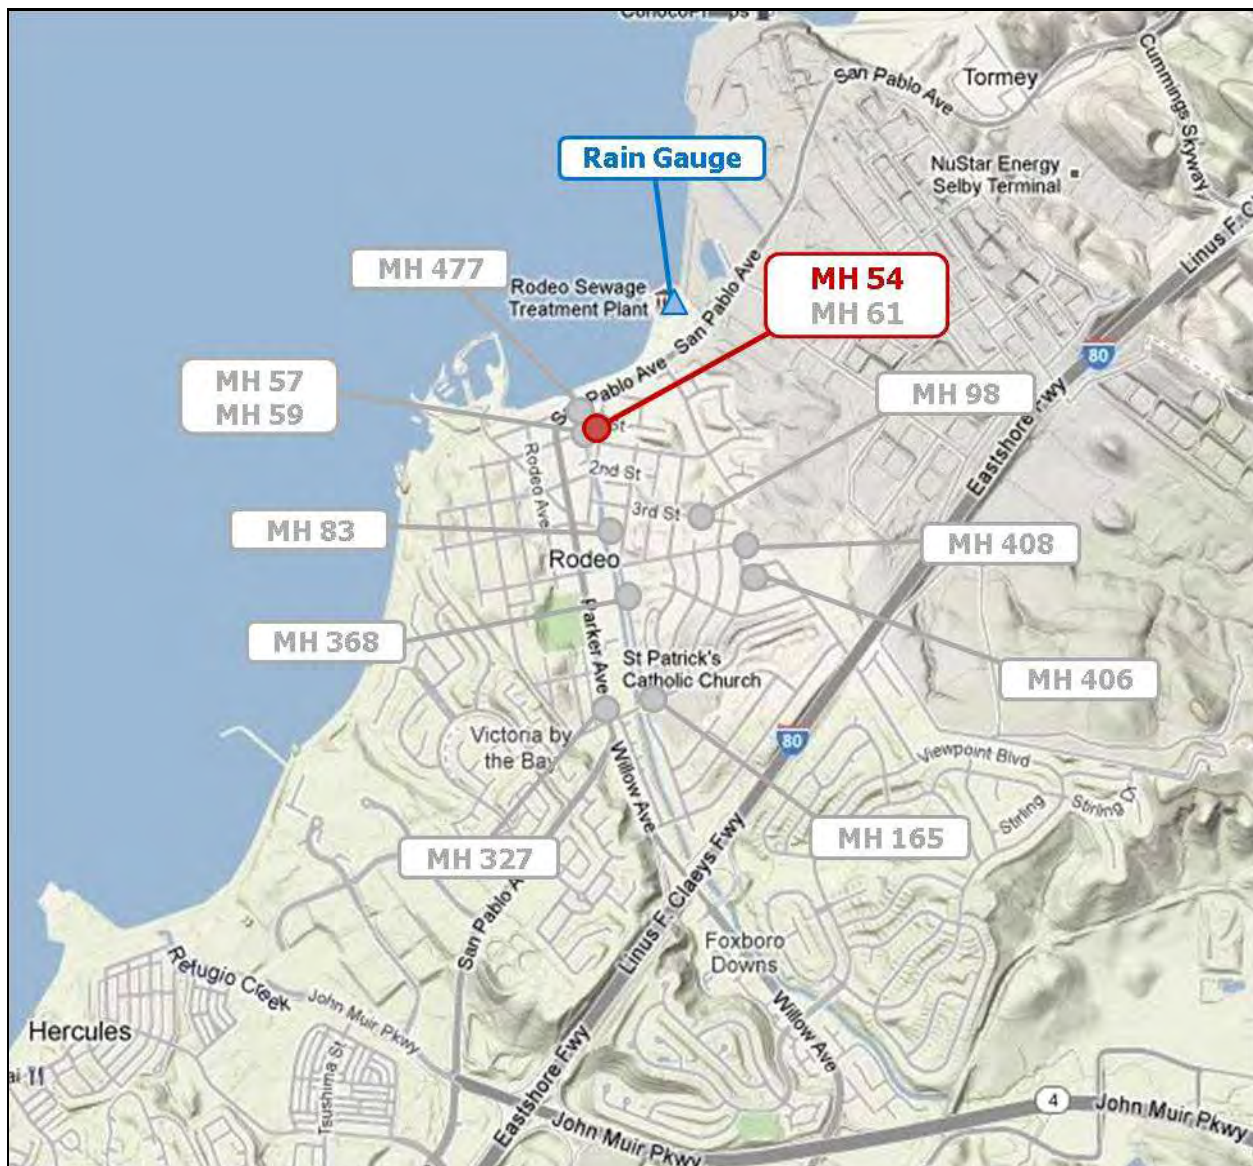 San Pablo Ave
Tormey
Cummings Skyway
Rain Gauge
NuStar Energy
Selby Terminal
MH 477
MH 54
MH 61
Rodeo Sewage
Treatment Plant
San Pablo Ave
San Pablo Ave
80
MH 57
MH 59
MH 98
Eastshore Fwy
2nd St
Rodeo Ave
3rd St
MH 83
MH 408
Rodeo
Parker Ave
MH 368
St Patrick's
Catholic Church
MH 406
Victoria by
the Bay
80
Viewpoint Blvd
Willow Ave
Stirling
Stirling Dr
MH 327
MH 165
Linus F. Claeys Fwy
San Pablo
Foxboro
Downs
Refugio Creek
John Muir Pkwy
Willow Ave
Hercules
Tsushima St
Eastshore Fwy
4
John Muir Pkwy
John Muir Pkwy